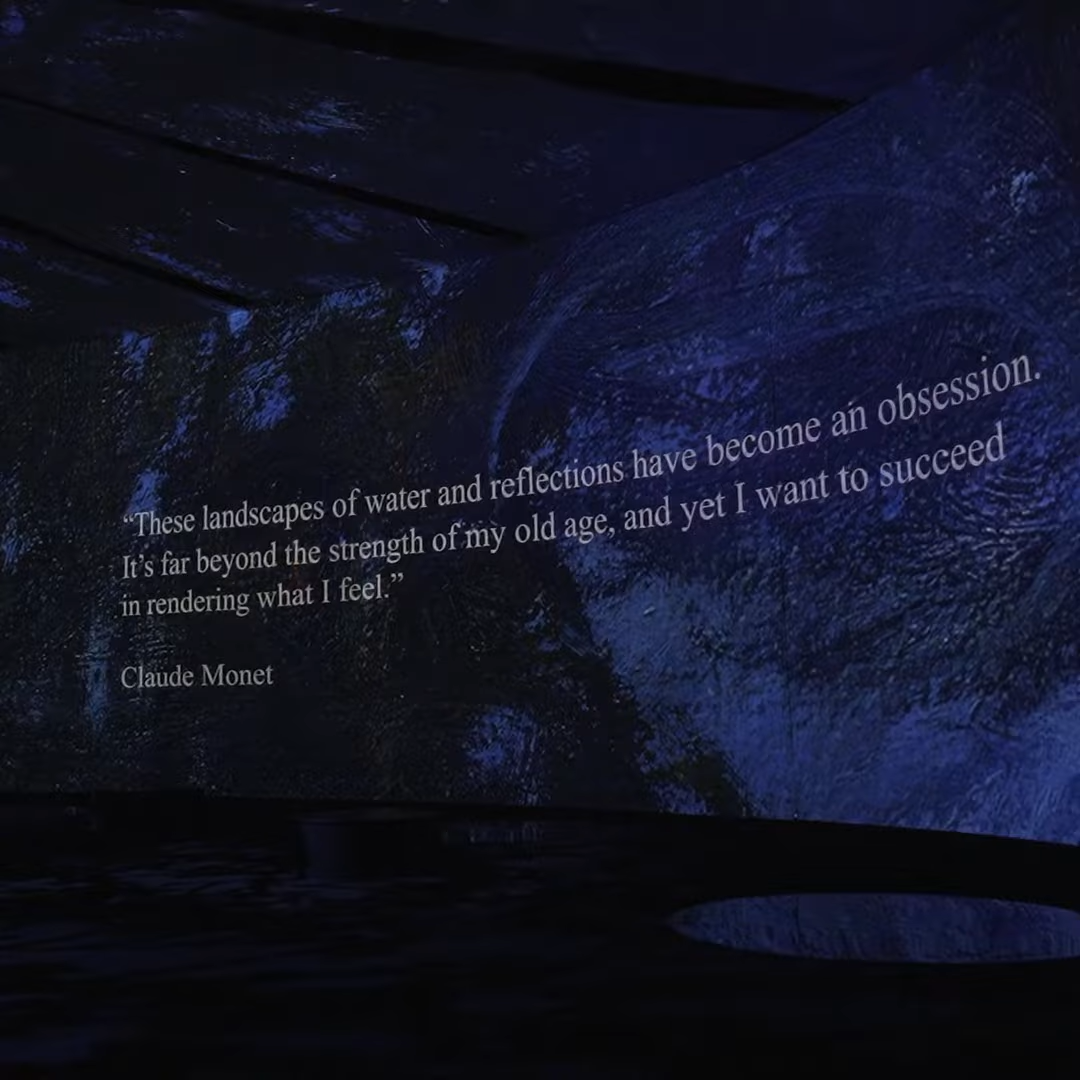 “These landscapes of water and reflections have become an obsession.
It’s far beyond the strength of my old age, and yet I want to succeed
in rendering what I feel.”
Claude Monet